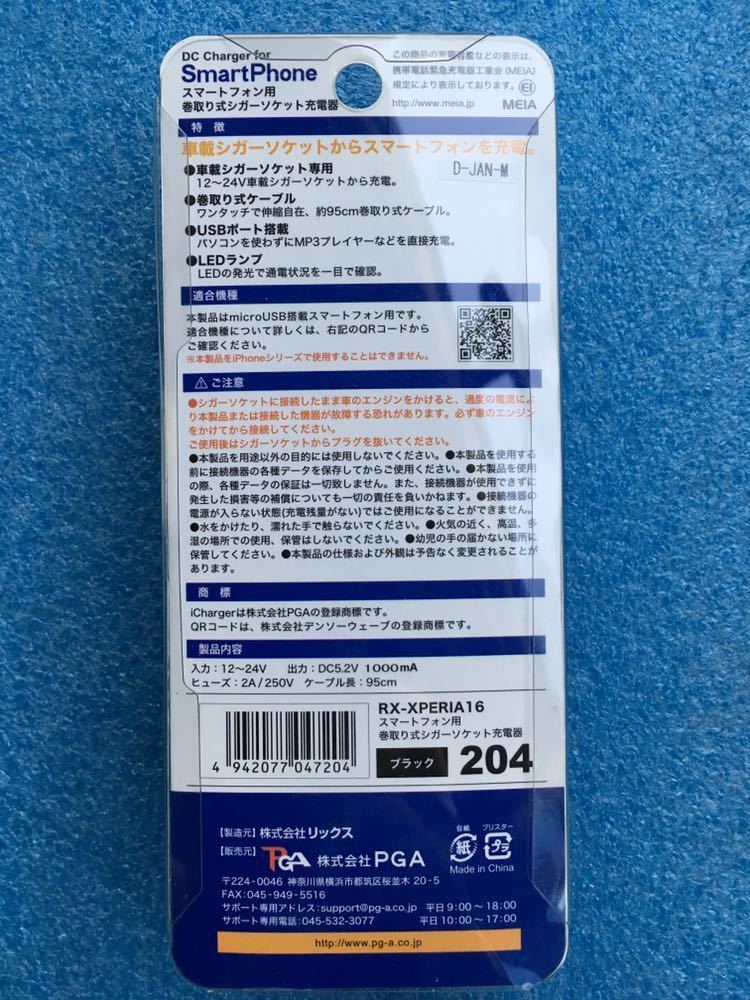 DC Charger for
SmartPhone
スマートフォン用
巻取り式シガーソケット充電器
この商品の充電容量などの表示は、
携帯電話緊急充電器工業会(MEIA)
規定により表示しております。
http://www.meia.jp
MEIA
特 徴
車載シガーソケットからスマートフォンを充電。
D-JAN-M
●車載シガーソケット専用
12〜24V車載シガーソケットから充電。
●巻取り式ケーブル
ワンタッチで伸縮自在、約95cm巻取り式ケーブル。
●USBポート搭載
パソコンを使わずにMP3プレイヤーなどを直接充電。
●LEDランプ
LEDの発光で通電状況を一目で確認。
適合機種
本製品はmicroUSB搭載スマートフォン用です。
適合機種について詳しくは、右記のQRコードから
ご確認ください。
※本製品をiPhoneシリーズで使用することはできません。
⚠ ご注意
●シガーソケットに接続したまま車のエンジンをかけると、過度の電流によ
り本製品または接続した機器が故障する恐れがあります。必ず車のエンジン
をかけてから接続してください。
ご使用後はシガーソケットからプラグを抜いてください。
●本製品を用途以外の目的には使用しないでください。●本製品を使用する
前に接続機器の各種データを保存してからご使用ください。●本製品を使用
の際、各種データの保証は一切致しません。また、接続機器が使用できずに
発生した損害等の補償についても一切の責任を負いかねます。●接続機器の
電源が入らない状態(充電残量がない)ではご使用になることができません。
●水をかけたり、濡れた手で触らないでください。●火気の近く、高温、多
湿の場所での使用、保管はしないでください。●幼児の手の届かない場所に
保管してください。●本製品の仕様および外観は予告なく変更されることが
あります。
商 標
iChargerは株式会社PGAの登録商標です。
QRコードは、株式会社デンソーウェーブの登録商標です。
製品内容
入力:12〜24V 出力:DC5.2V 1000mA
ヒューズ:2A/250V ケーブル長:95cm
RX-XPERIA16
スマートフォン用
巻取り式シガーソケット充電器
ブラック 204
4 942077 047204
【製造元】株式会社リックス
【販売元】PGA 株式会社PGA
台紙 ブリスター
紙 プラ
Made in China
〒224-0046 神奈川県横浜市都筑区桜並木 20-5
FAX:045-949-5516
サポート専用アドレス:support@pg-a.co.jp 平日 9:00〜18:00
サポート専用電話:045-532-3077 平日 10:00〜17:00
http://www.pg-a.co.jp